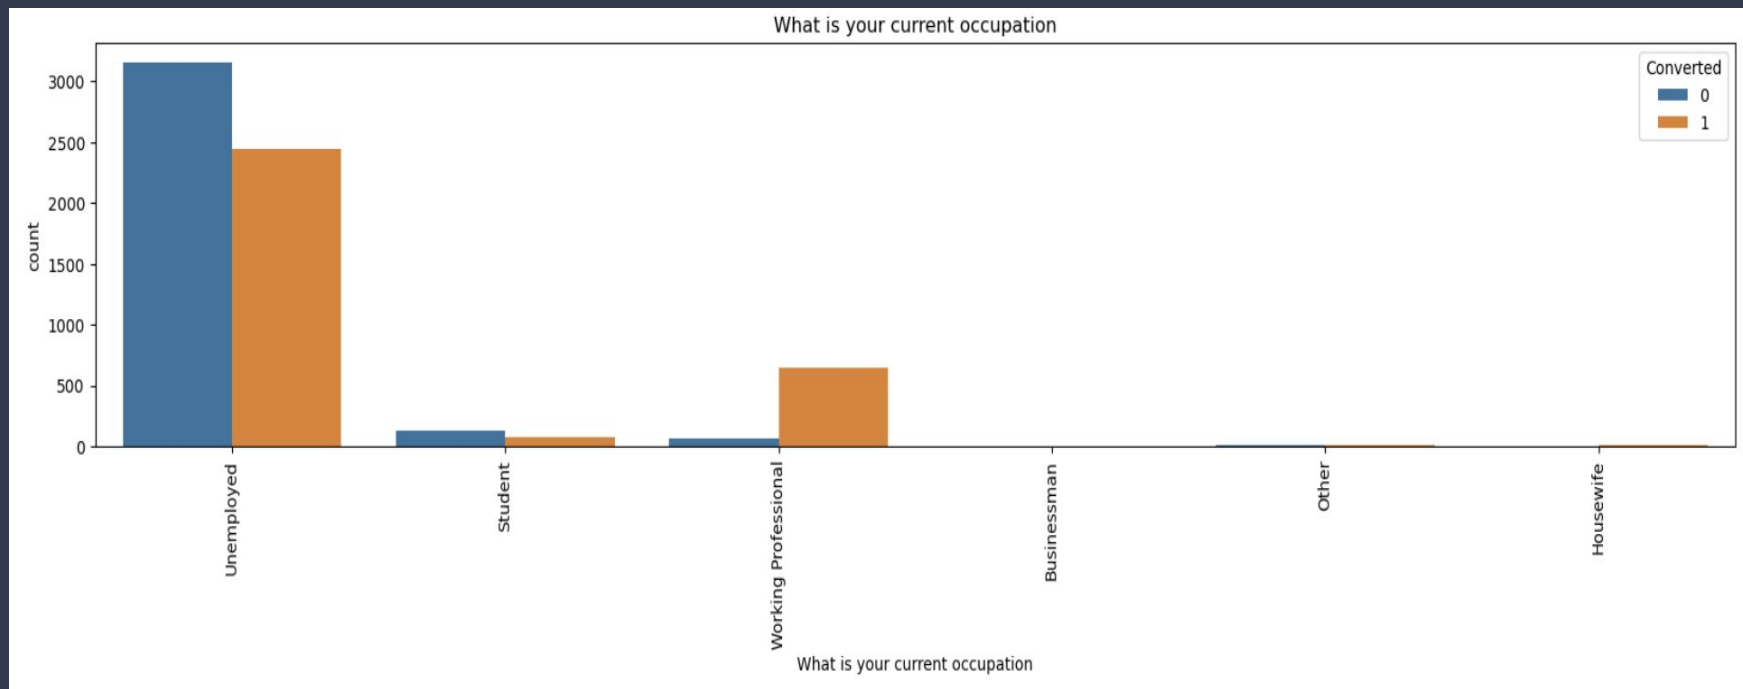 What is your current occupation
Converted
0
1
3000
2500
2000
1500
1000
500
0
count
Unemployed
Student
Working Professional
Businessman
Other
Housewife
What is your current occupation